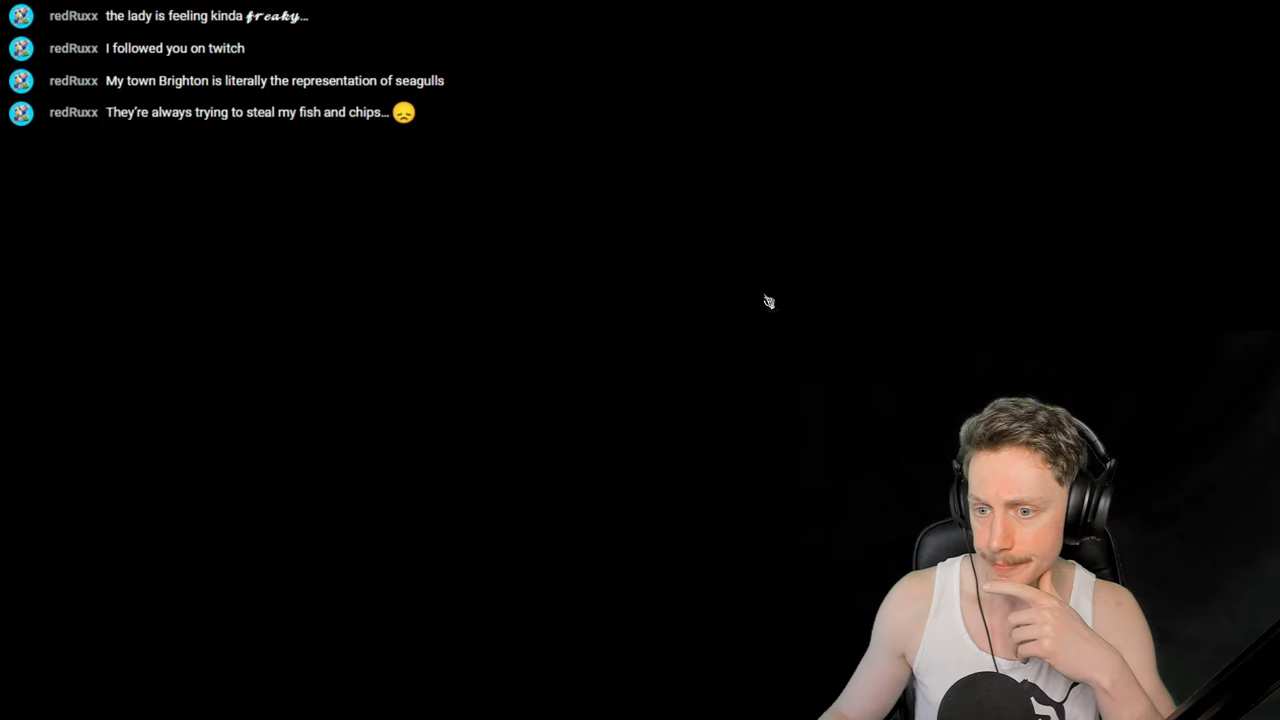 redRuxx the lady is feeling kinda 𝓯𝓻𝓮𝓪𝓴𝔂...
redRuxx I followed you on twitch
redRuxx My town Brighton is literally the representation of seagulls
redRuxx They're always trying to steal my fish and chips... 😞